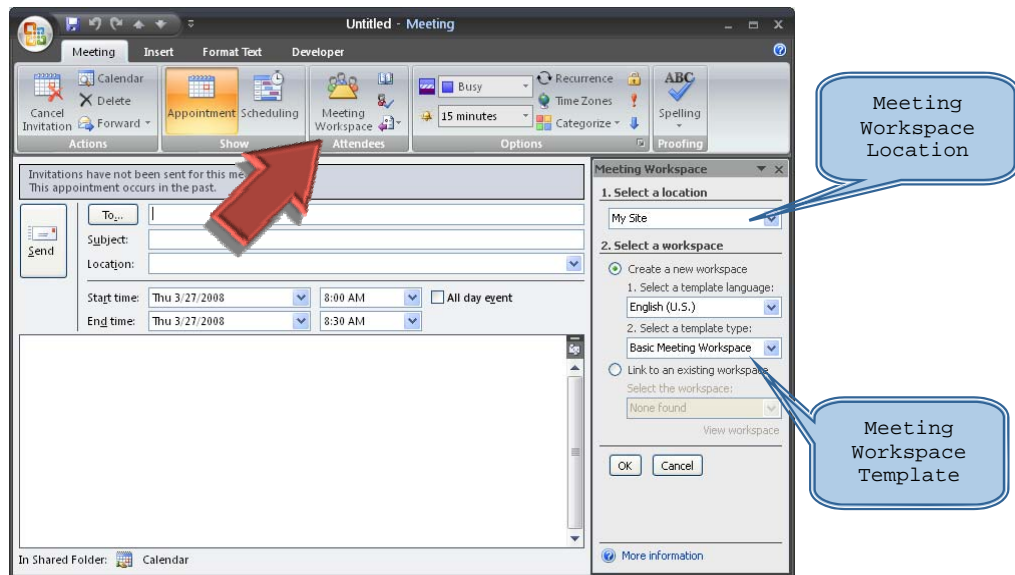 Untitled - Meeting
Meeting Insert Format Text Developer
Cancel Invitation
Calendar
Delete
Forward
Actions
Appointment
Scheduling
Show
Meeting Workspace
Attendees
Busy
15 minutes
Recurrence
Time Zones
Categorize
Options
ABC
Spelling
Proofing
Invitations have not been sent for this me
This appointment occurs in the past.
Send
To...
Subject:
Location:
Start time: Thu 3/27/2008 8:00 AM All day event
End time: Thu 3/27/2008 8:30 AM
In Shared Folder: Calendar
Meeting Workspace
1. Select a location
My Site
2. Select a workspace
Create a new workspace
1. Select a template language:
English (U.S.)
2. Select a template type:
Basic Meeting Workspace
Link to an existing workspace
Select the workspace:
None found
View workspace
OK Cancel
More information
Meeting
Workspace
Location
Meeting
Workspace
Template